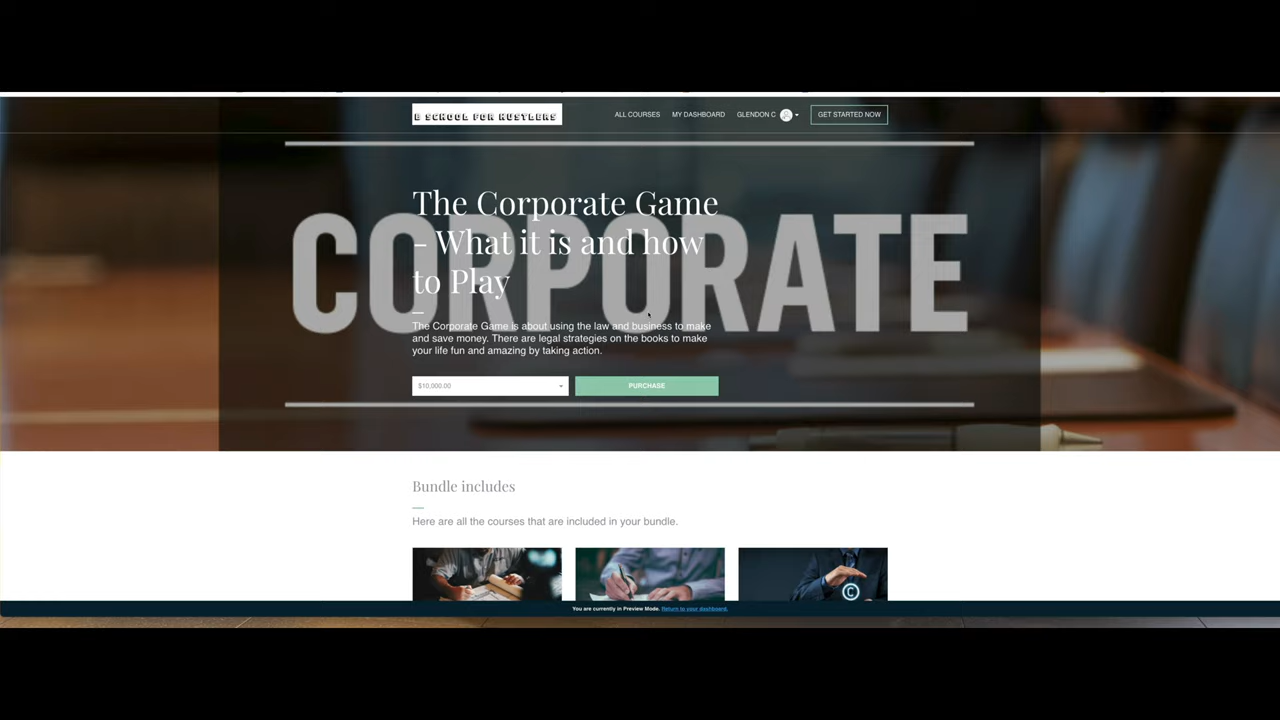 E SCHOOL FOR HUSTLERS
ALL COURSES
MY DASHBOARD
GLENDON C
GET STARTED NOW
CORPORATE
The Corporate Game
– What it is and how
to Play
The Corporate Game is about using the law and business to make
and save money. There are legal strategies on the books to make
your life fun and amazing by taking action.
$10,000.00
PURCHASE
Bundle includes
Here are all the courses that are included in your bundle.
C
You are currently in Preview Mode. Return to your dashboard.